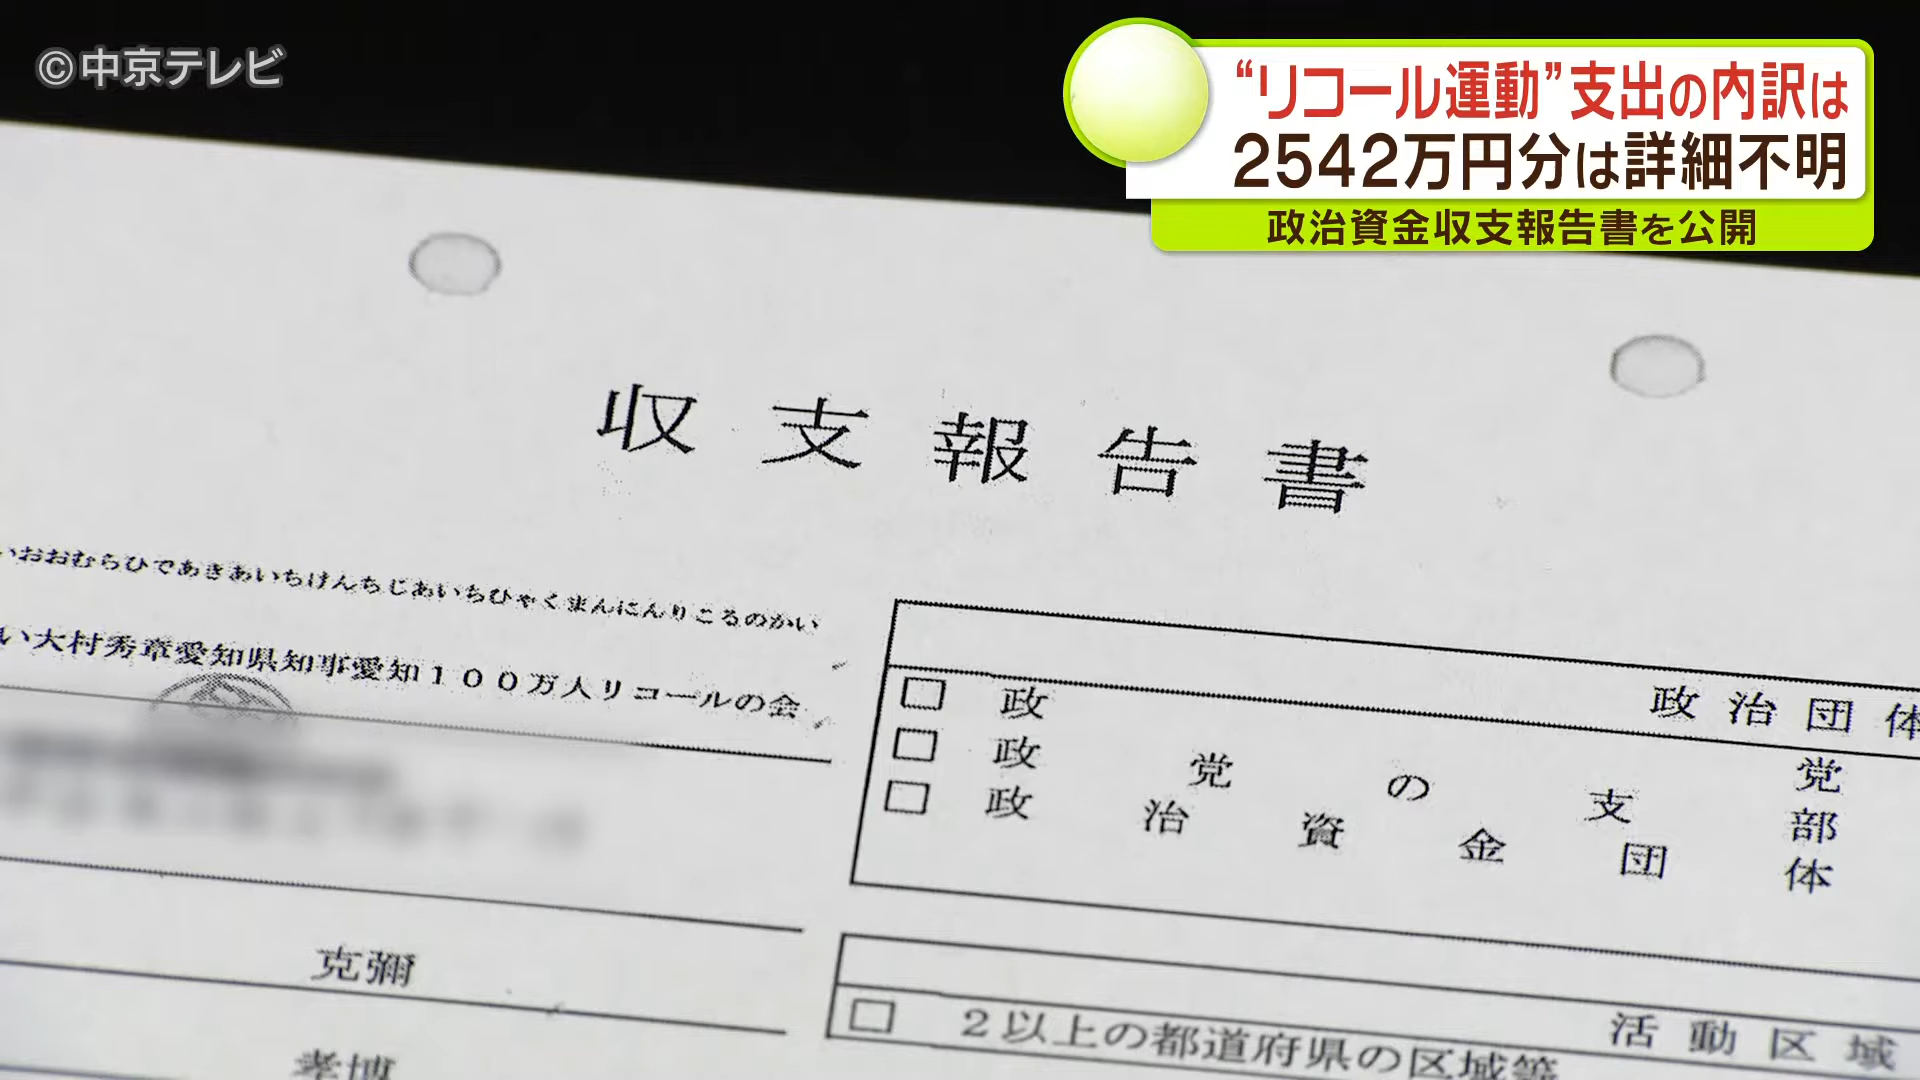 ©中京テレビ
“リコール運動”支出の内訳は
2542万円分は詳細不明
政治資金収支報告書を公開
収支報告書
いおおむらひであきあいちけんちじあいちひゃくまんにんりこーるのかい
い大村秀章愛知県知事愛知100万人リコールの会
克彌
孝博
政治団体
□ 政党
□ 政党の支部
□ 政治資金団体
活動区域
□ 2以上の都道府県の区域等